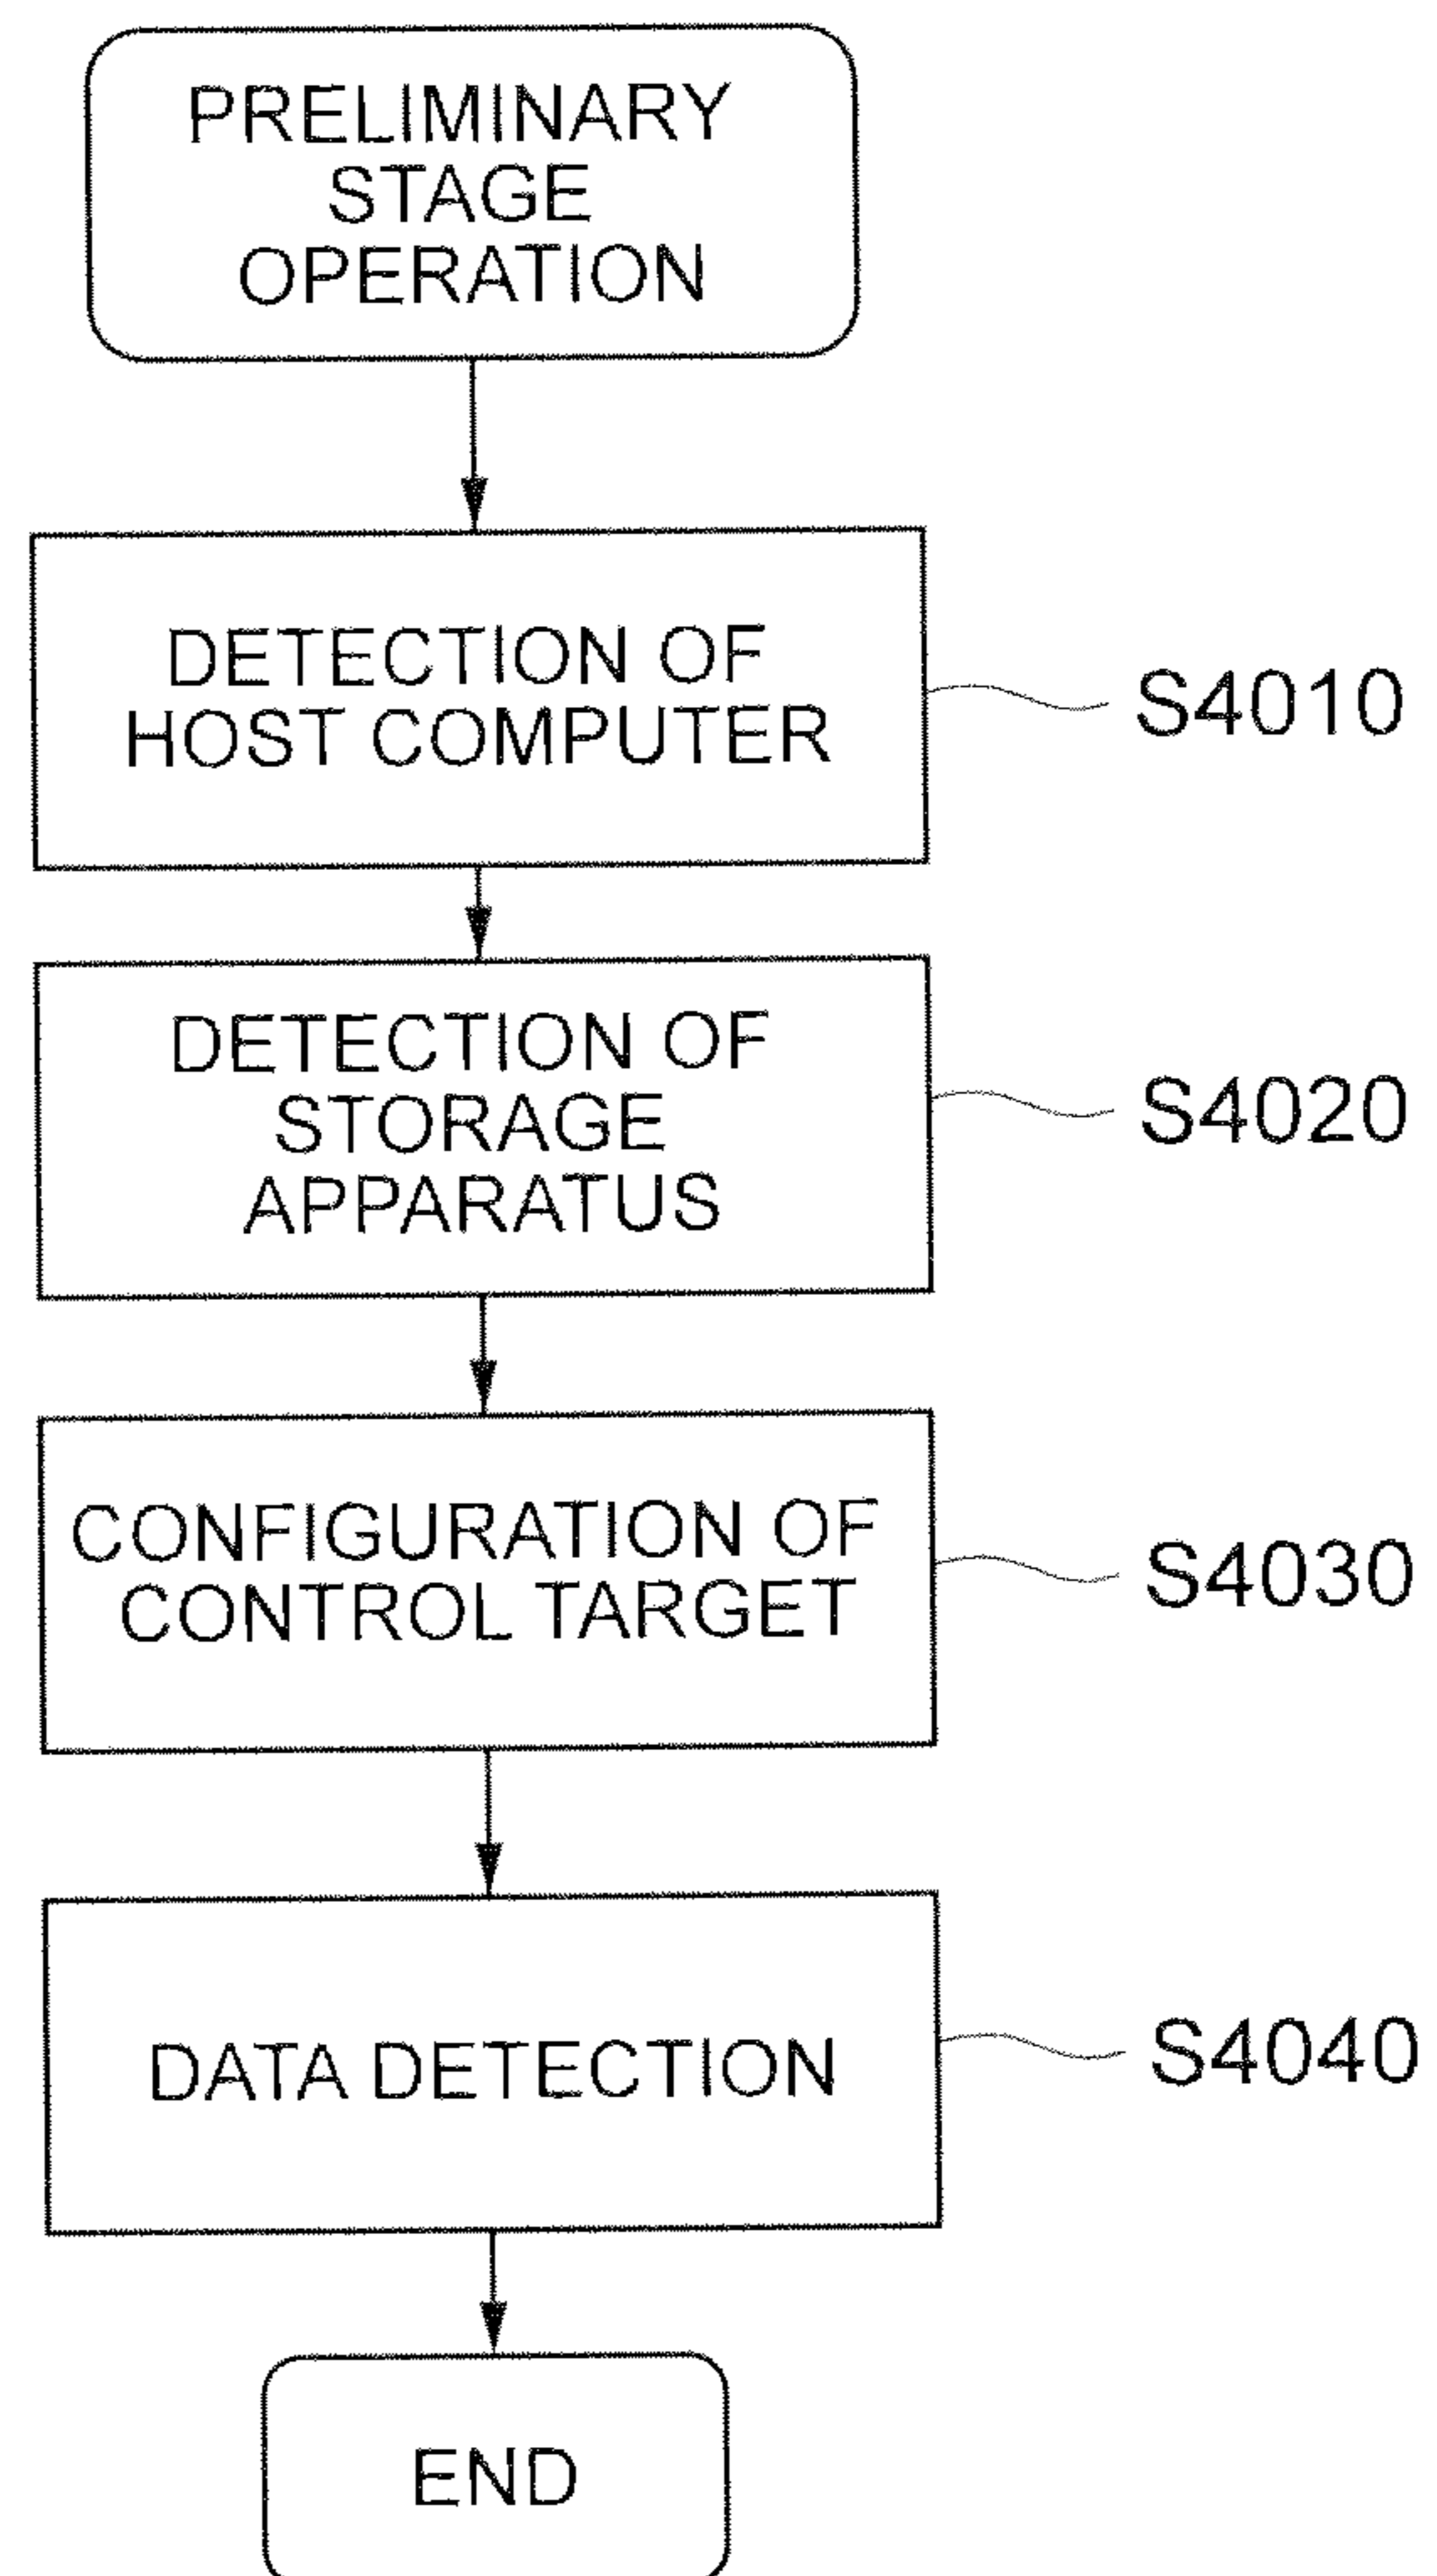 PRELIMINARY
STAGE
OPERATION
DETECTION OF
HOST COMPUTER
S4010
DETECTION OF
STORAGE
APPARATUS
S4020
CONFIGURATION OF
CONTROL TARGET
S4030
DATA DETECTION
S4040
END